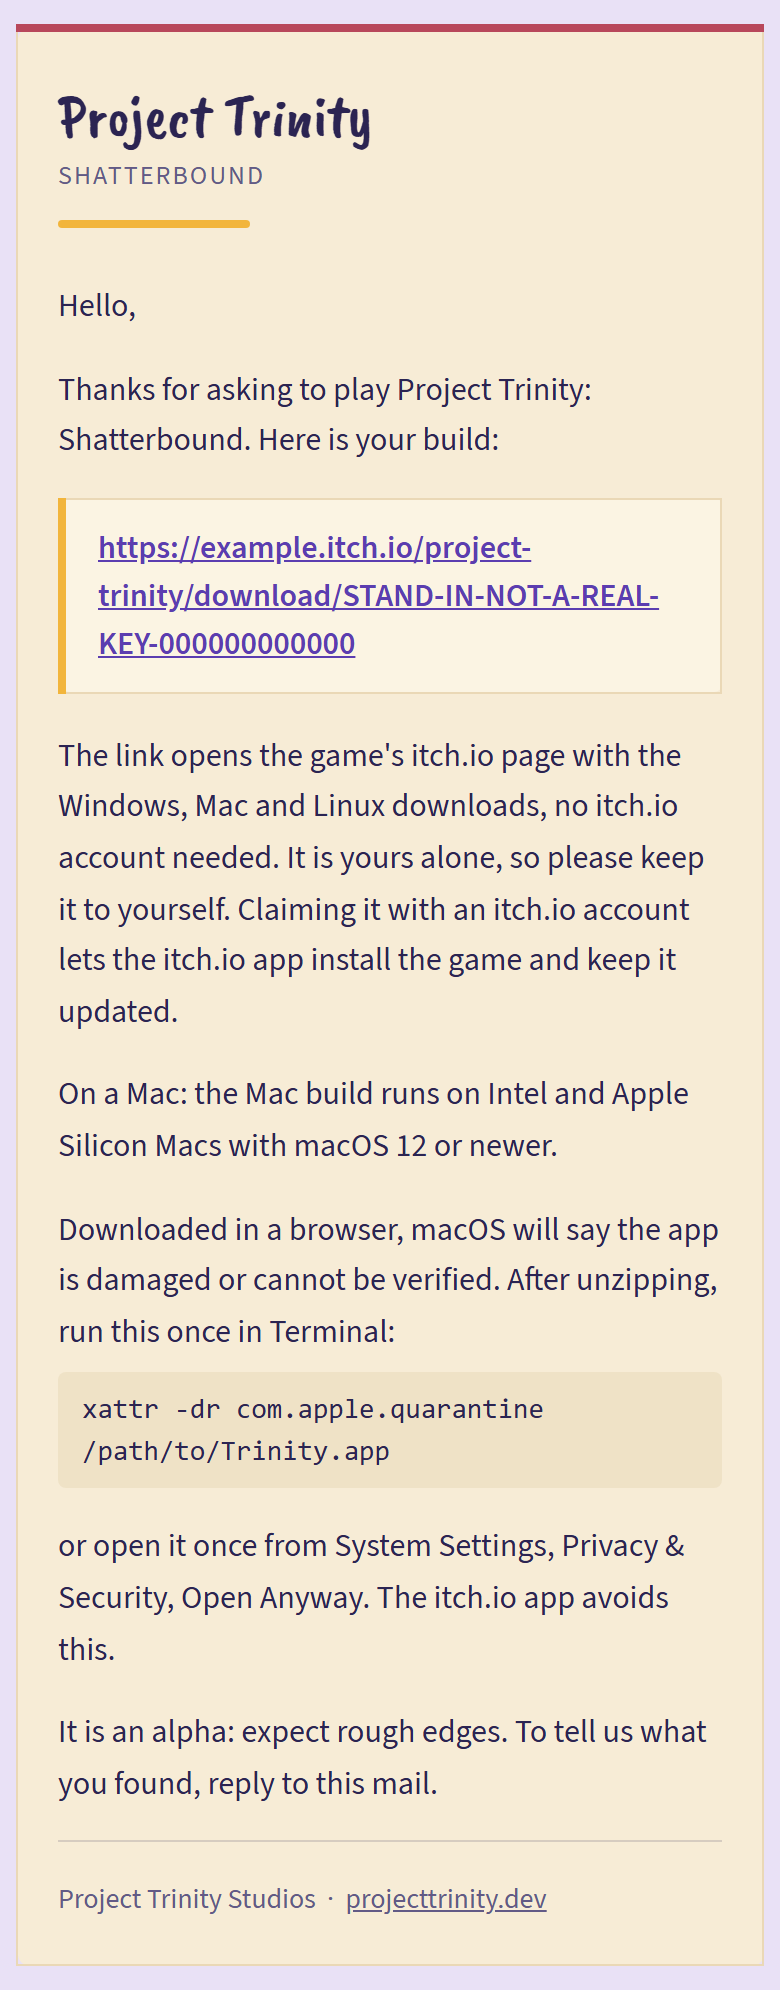 Project Trinity
SHATTERBOUND
Hello,
Thanks for asking to play Project Trinity:
Shatterbound. Here is your build:
https://example.itch.io/project-
trinity/download/STAND-IN-NOT-A-REAL-
KEY-000000000000
The link opens the game's itch.io page with the
Windows, Mac and Linux downloads, no itch.io
account needed. It is yours alone, so please keep
it to yourself. Claiming it with an itch.io account
lets the itch.io app install the game and keep it
updated.
On a Mac: the Mac build runs on Intel and Apple
Silicon Macs with macOS 12 or newer.
Downloaded in a browser, macOS will say the app
is damaged or cannot be verified. After unzipping,
run this once in Terminal:
xattr -dr com.apple.quarantine
/path/to/Trinity.app
or open it once from System Settings, Privacy &
Security, Open Anyway. The itch.io app avoids
this.
It is an alpha: expect rough edges. To tell us what
you found, reply to this mail.
Project Trinity Studios · projecttrinity.dev